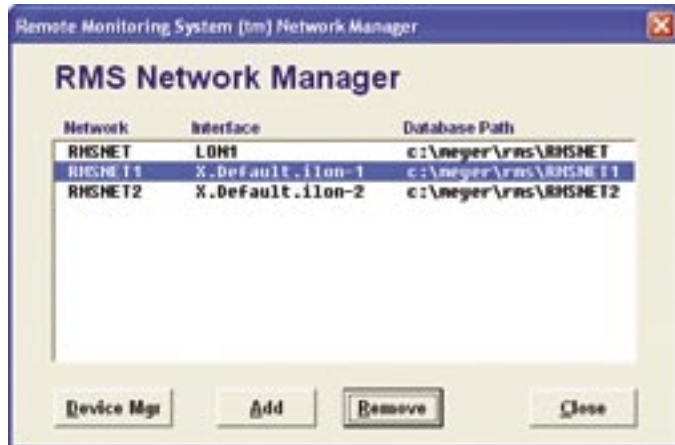 Remote Monitoring System (tm) Network Manager
RMS Network Manager
Network Interface Database Path
RMSNET LON1 c:\meyer\rms\RMSNET
RMSNET1 X.Default.ilon-1 c:\meyer\rms\RMSNET1
RMSNET2 X.Default.ilon-2 c:\meyer\rms\RMSNET2
Device Mgr Add Remove Close